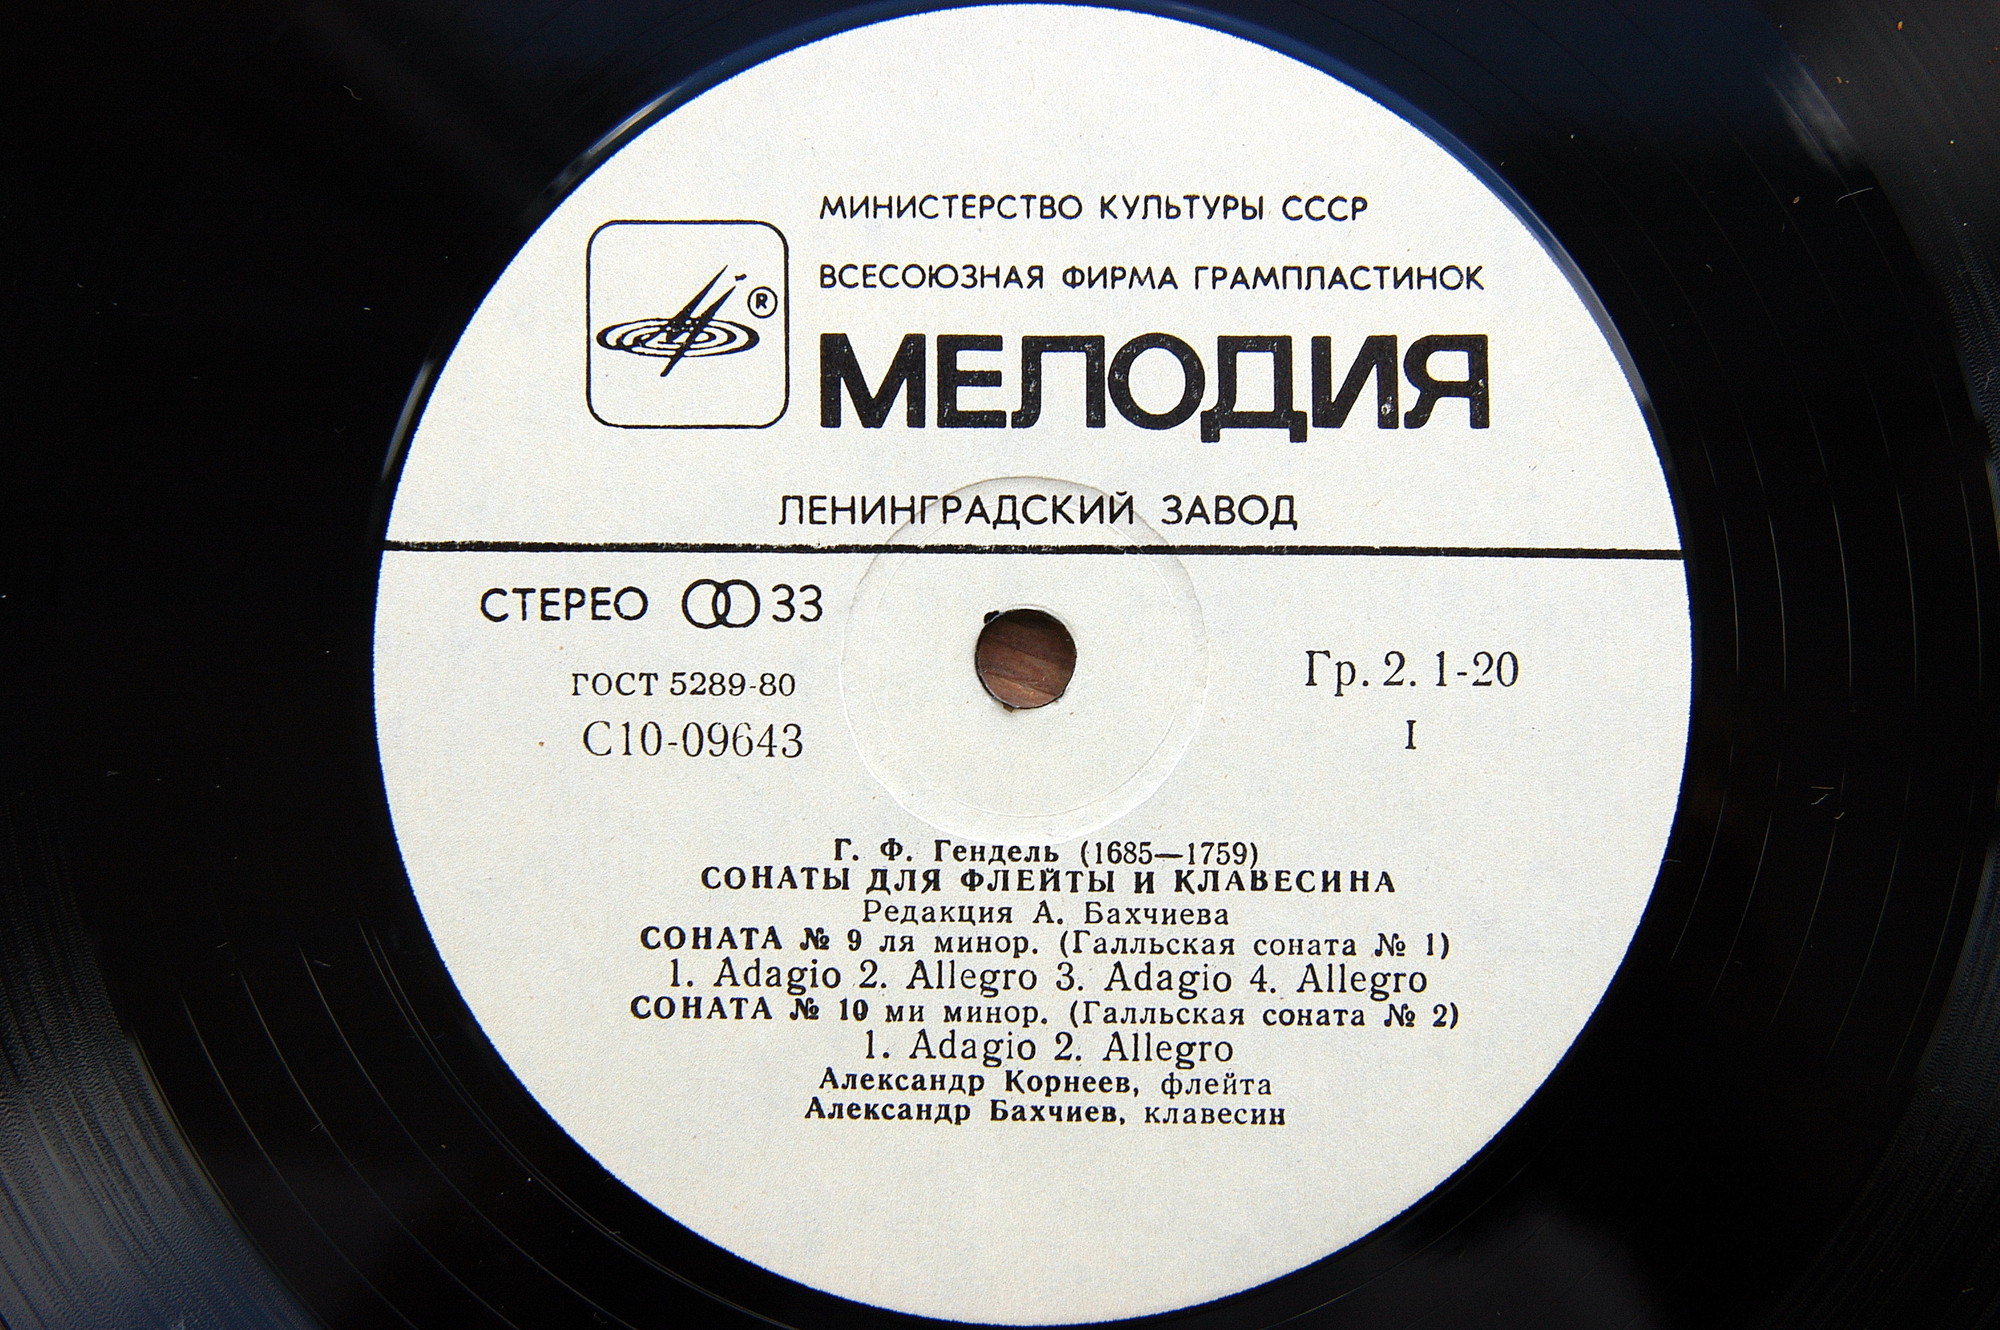 МИНИСТЕРСТВО КУЛЬТУРЫ СССР
ВСЕСОЮЗНАЯ ФИРМА ГРАМПЛАСТИНОК
®
МЕЛОДИЯ
ЛЕНИНГРАДСКИЙ ЗАВОД
СТЕРЕО 33
ГОСТ 5289-80
Гр. 2. 1-20
С10-09643
I
Г. Ф. Гендель (1685—1759)
СОНАТЫ ДЛЯ ФЛЕЙТЫ И КЛАВЕСИНА
Редакция А. Бахчиева
СОНАТА № 9 ля минор. (Галльская соната № 1)
1. Adagio 2. Allegro 3. Adagio 4. Allegro
СОНАТА № 10 ми минор. (Галльская соната № 2)
1. Adagio 2. Allegro
Александр Корнеев, флейта
Александр Бахчиев, клавесин